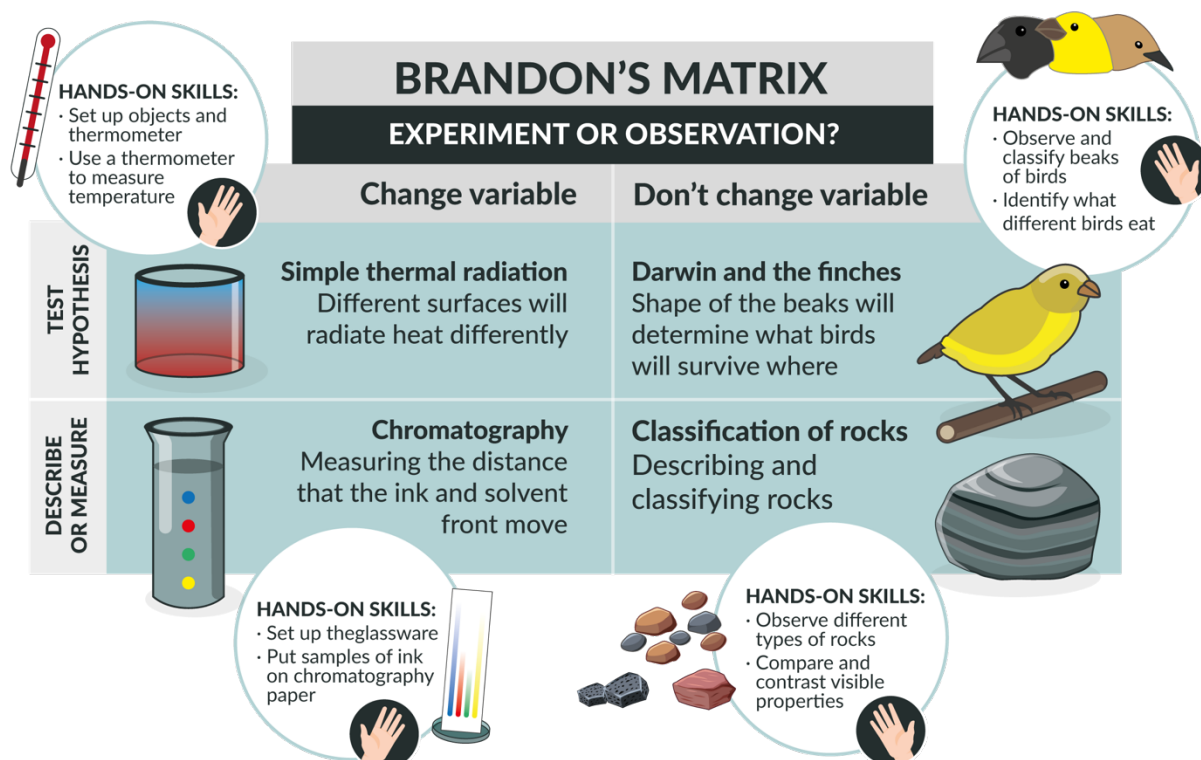 BRANDON'S MATRIX
EXPERIMENT OR OBSERVATION?
Change variable
Don't change variable
HANDS-ON SKILLS:
· Set up objects and
thermometer
· Use a thermometer
to measure
temperature
HANDS-ON SKILLS:
· Observe and
classify beaks
of birds
· Identify what
different birds eat
TEST
HYPOTHESIS
Simple thermal radiation
Different surfaces will
radiate heat differently
Darwin and the finches
Shape of the beaks will
determine what birds
will survive where
DESCRIBE
OR MEASURE
Chromatography
Measuring the distance
that the ink and solvent
front move
Classification of rocks
Describing and
classifying rocks
HANDS-ON SKILLS:
· Set up theglassware
· Put samples of ink
on chromatography
paper
HANDS-ON SKILLS:
· Observe different
types of rocks
· Compare and
contrast visible
properties